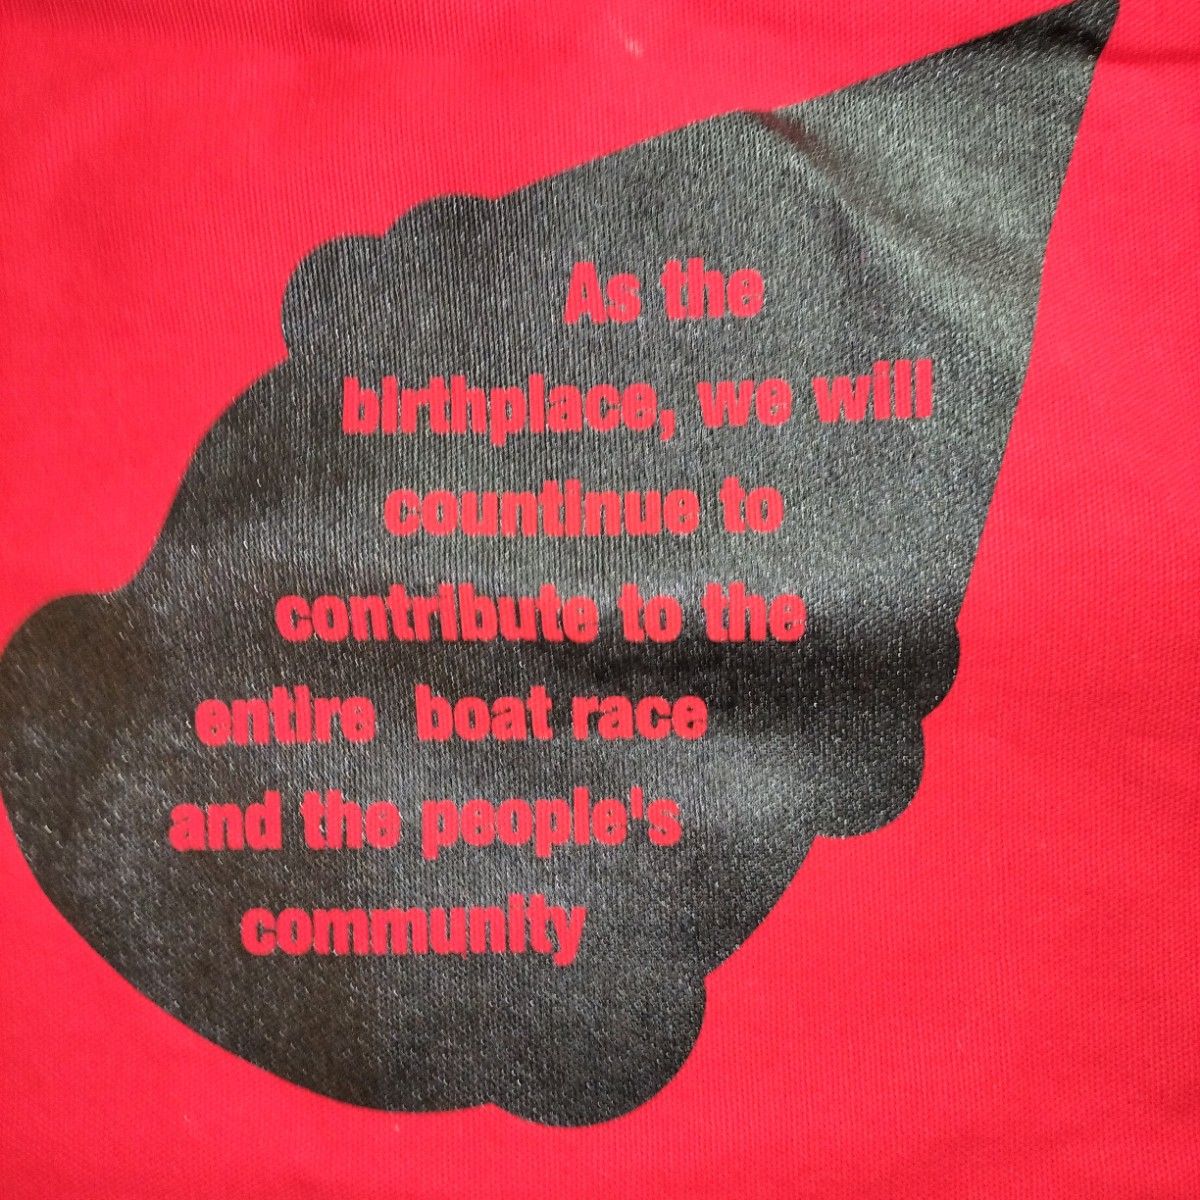 As the
birthplace, we will
countinue to
contribute to the
entire boat race
and the people's
community